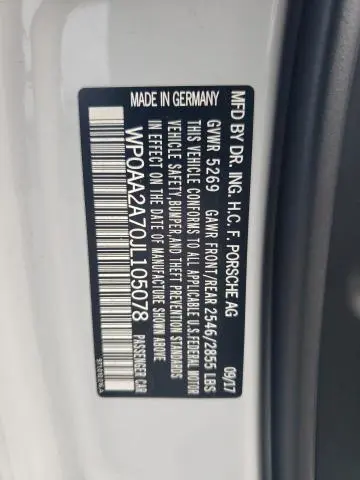 MFD BY DR. ING. H.C. F. PORSCHE AG
09/17
GVWR 5269 GAWR FRONT/REAR 2546/2855 LBS
THIS VEHICLE CONFORMS TO ALL APPLICABLE U.S. FEDERAL MOTOR
VEHICLE SAFETY, BUMPER, AND THEFT PREVENTION STANDARDS
IN EFFECT ON THE DATE OF MANUFACTURE SHOWN ABOVE
MADE IN GERMANY
PASSENGER CAR
WP0AA2A70JL105078